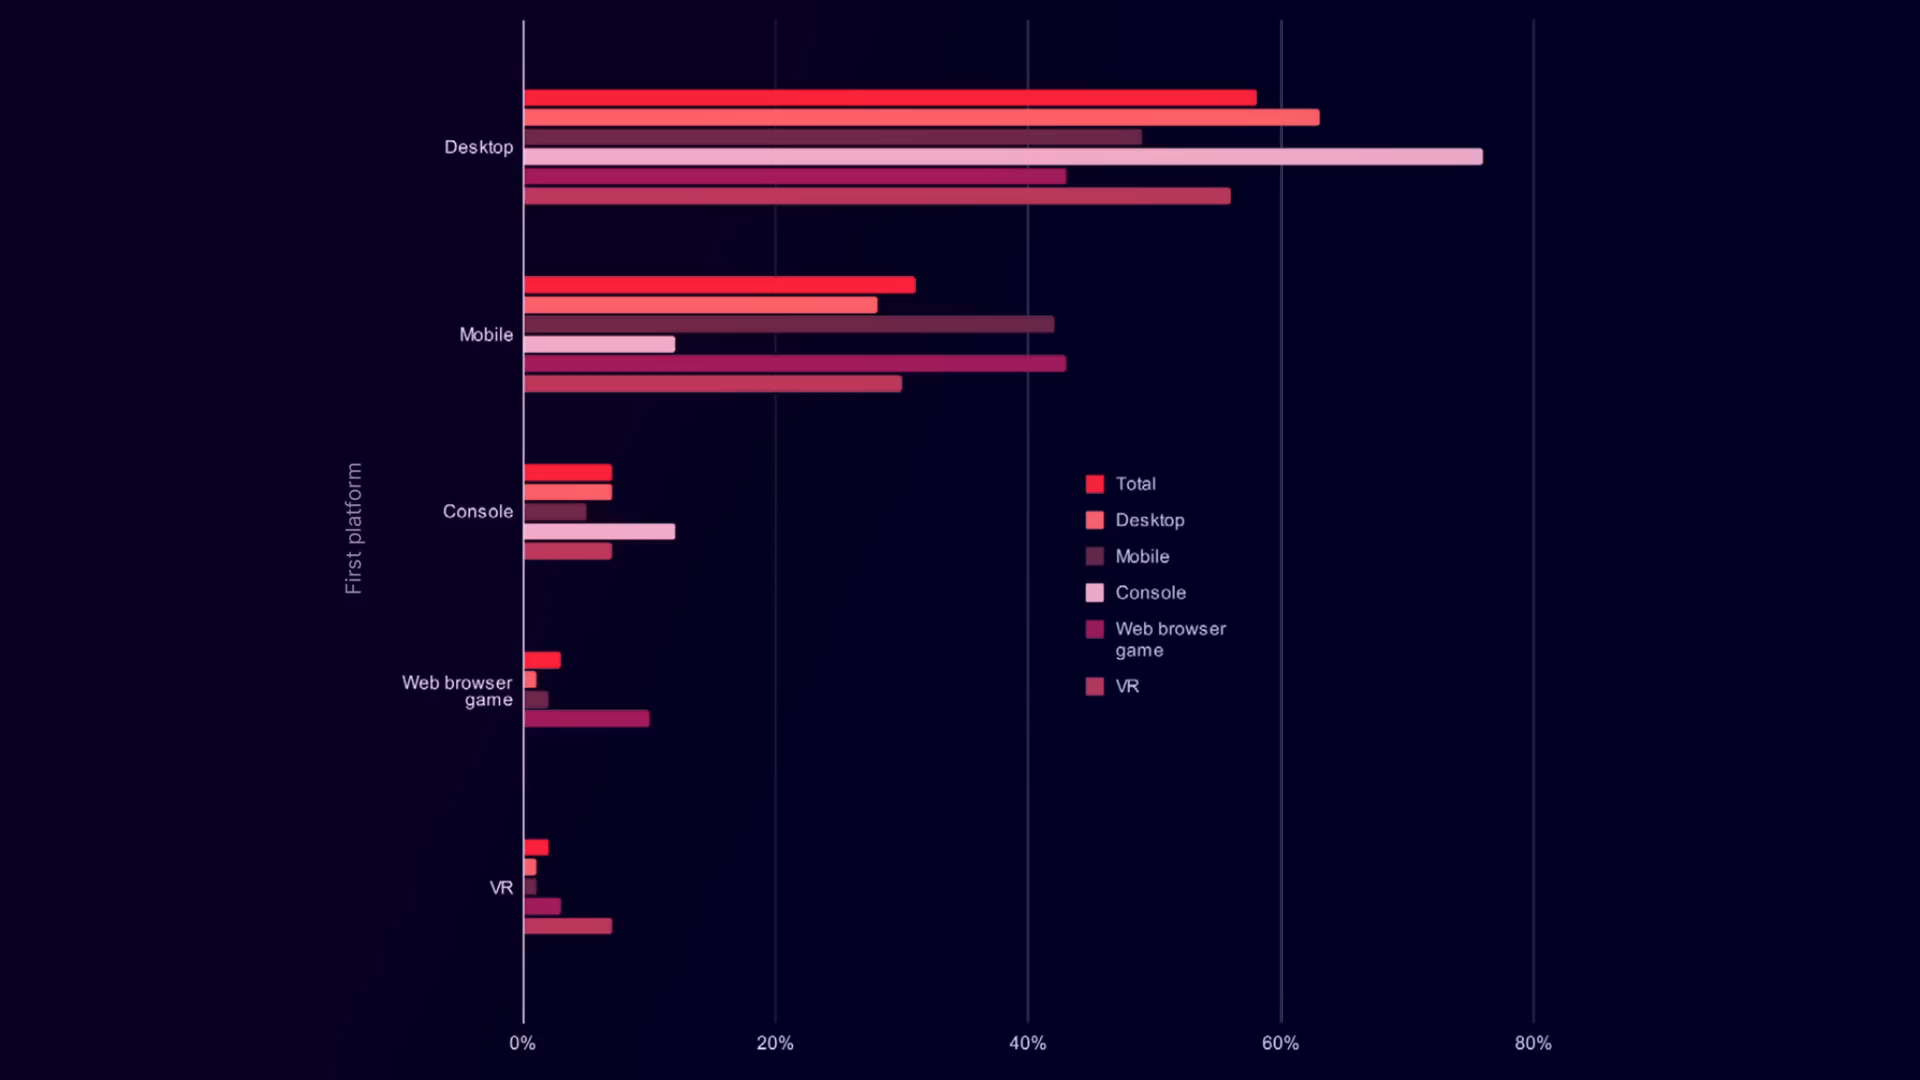 Desktop
Mobile
First platform
Console
Web browser
game
VR
Total
Desktop
Mobile
Console
Web browser
game
VR
0%
20%
40%
60%
80%